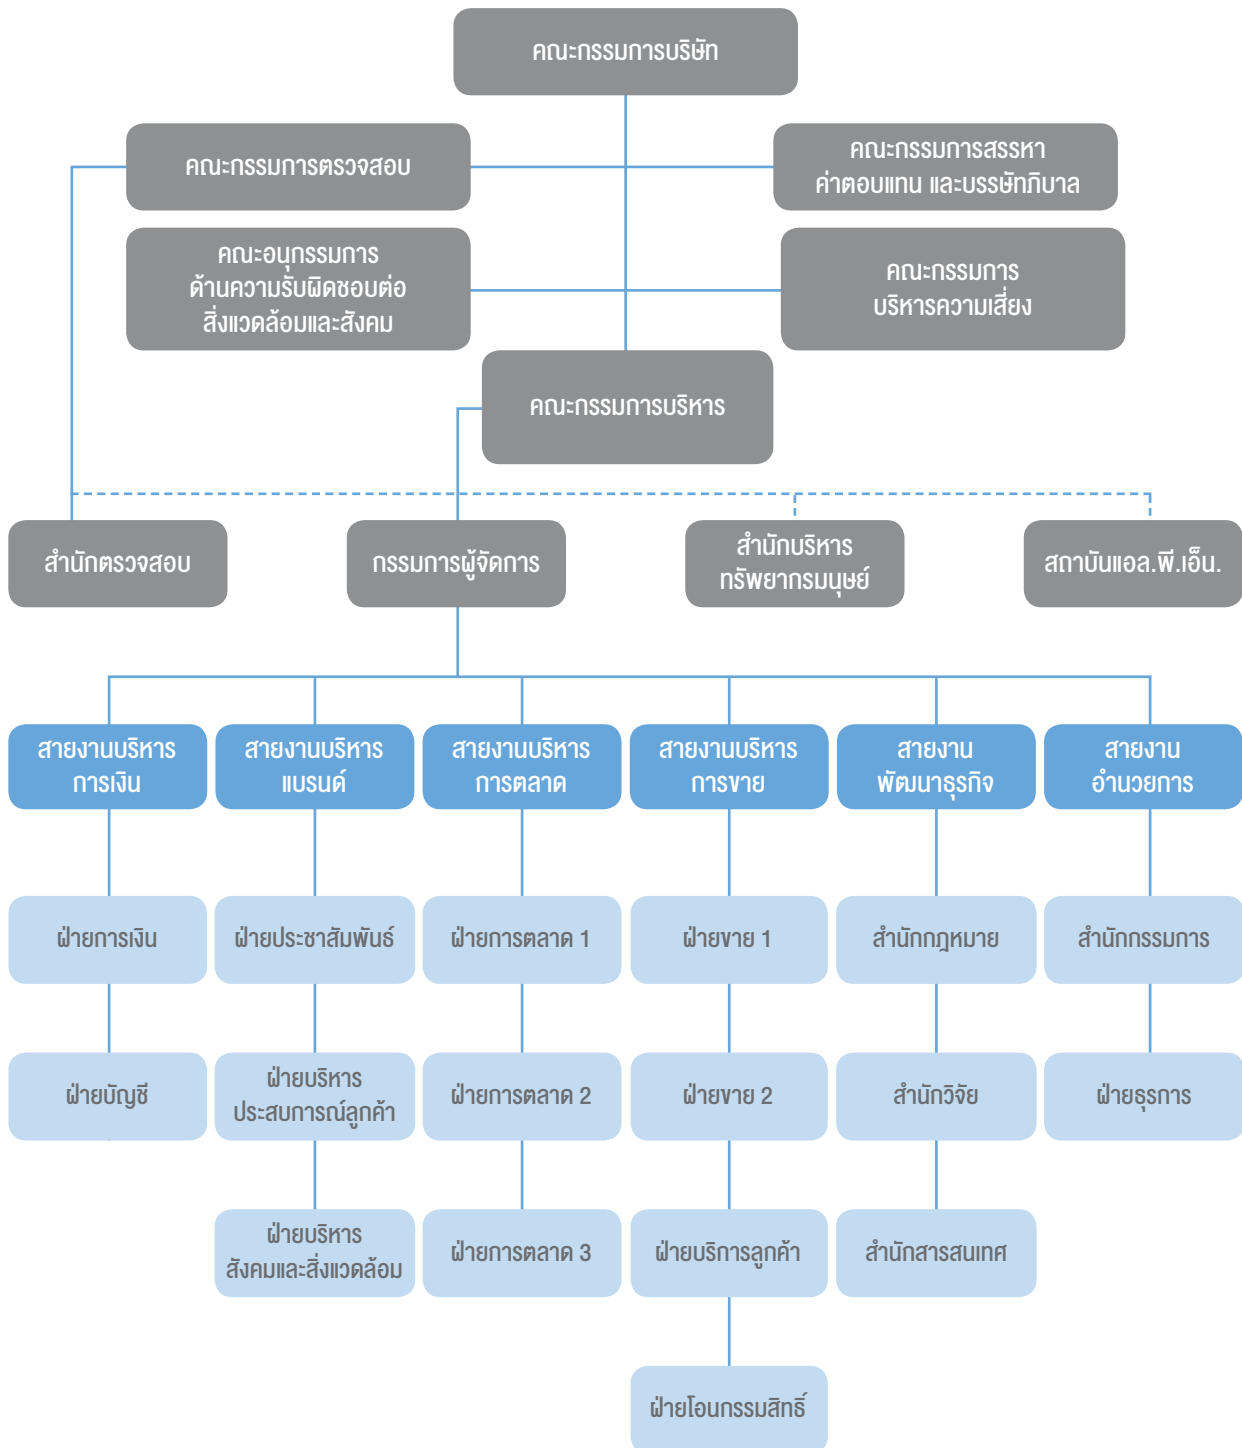 คณะกรรมการบริษัท
คณะกรรมการตรวจสอบ
คณะกรรมการสรรหา
ค่าตอบแทน และบรรษัทภิบาล
คณะอนุกรรมการ
ด้านความรับผิดชอบต่อ
สิ่งแวดล้อมและสังคม
คณะกรรมการ
บริหารความเสี่ยง
คณะกรรมการบริหาร
สำนักตรวจสอบ
กรรมการผู้จัดการ
สำนักบริหาร
ทรัพยากรมนุษย์
สถาบันแอล.พี.เอ็น.
สายงานบริหาร
การเงิน
สายงานบริหาร
แบรนด์
สายงานบริหาร
การตลาด
สายงานบริหาร
การขาย
สายงาน
พัฒนาธุรกิจ
สายงาน
อำนวยการ
ฝ่ายการเงิน
ฝ่ายประชาสัมพันธ์
ฝ่ายการตลาด 1
ฝ่ายขาย 1
สำนักกฎหมาย
สำนักกรรมการ
ฝ่ายบัญชี
ฝ่ายบริหาร
ประสบการณ์ลูกค้า
ฝ่ายการตลาด 2
ฝ่ายขาย 2
สำนักวิจัย
ฝ่ายธุรการ
ฝ่ายบริหาร
สังคมและสิ่งแวดล้อม
ฝ่ายการตลาด 3
ฝ่ายบริการลูกค้า
สำนักสารสนเทศ
ฝ่ายโอนกรรมสิทธิ์